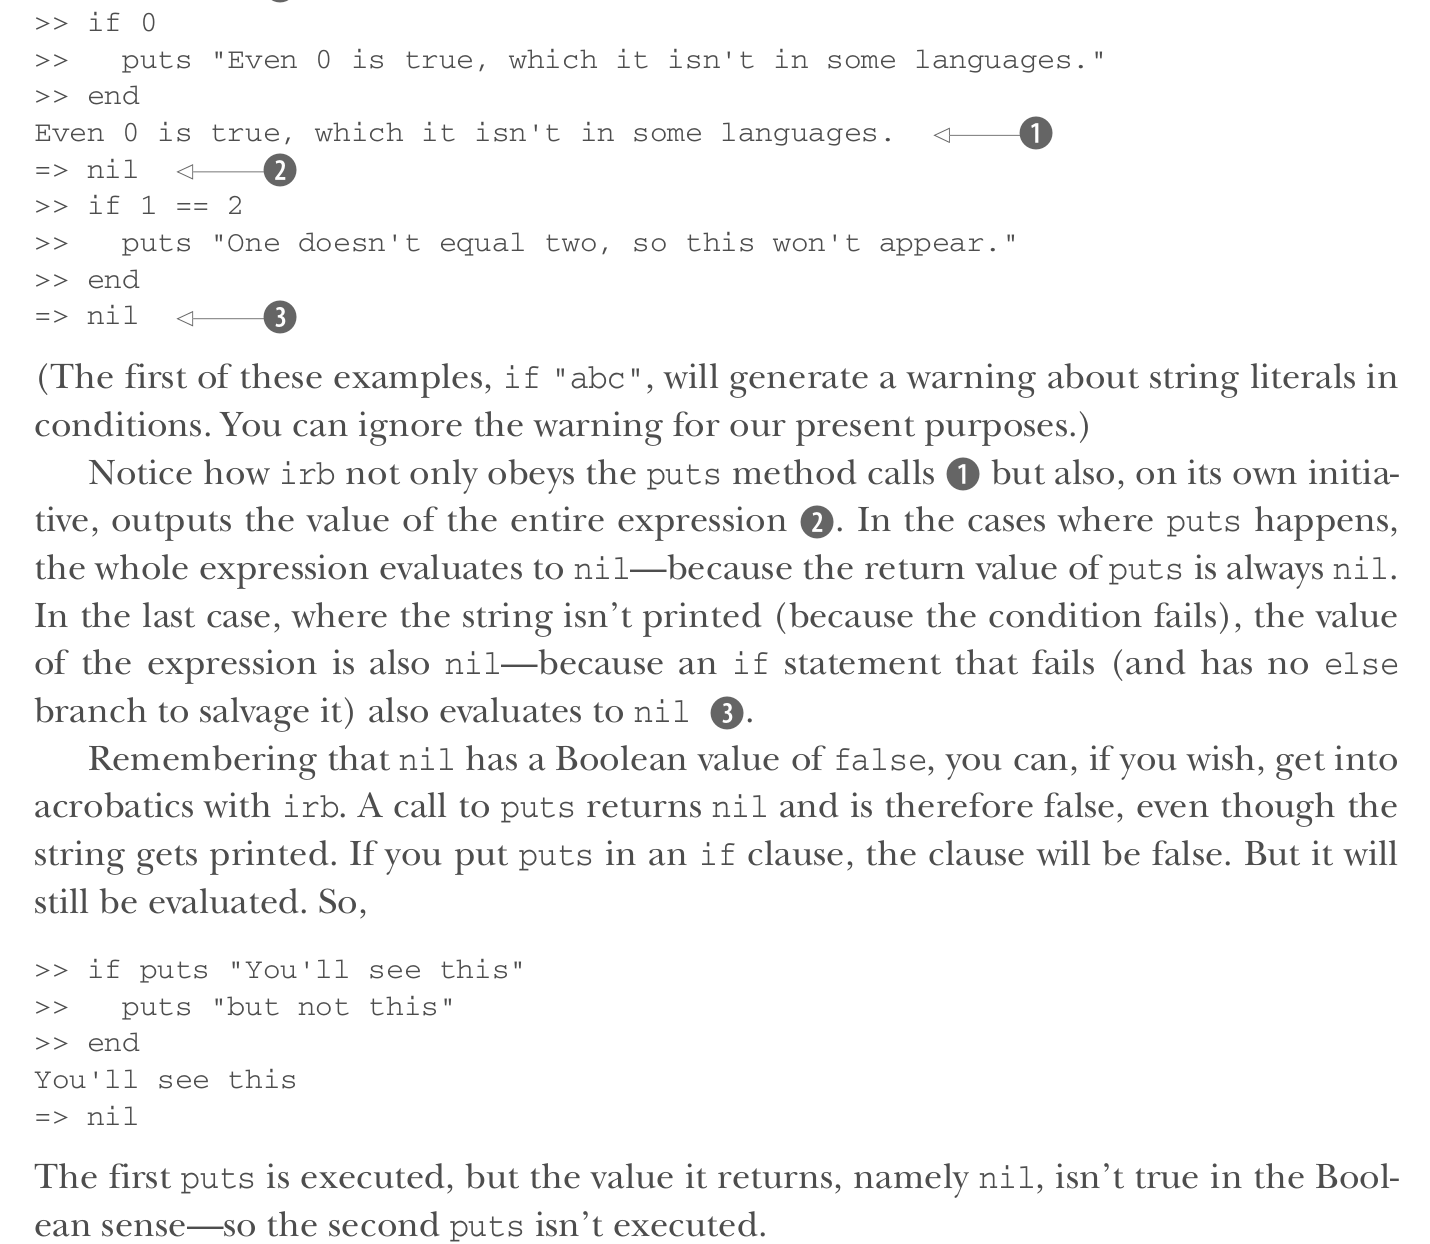 >> if 0
>>   puts "Even 0 is true, which it isn't in some languages."
>> end
Even 0 is true, which it isn't in some languages. 1
=> nil 2
>> if 1 == 2
>>   puts "One doesn't equal two, so this won't appear."
>> end
=> nil 3
(The first of these examples, if "abc", will generate a warning about string literals in
conditions. You can ignore the warning for our present purposes.)
Notice how irb not only obeys the puts method calls 1 but also, on its own initia-
tive, outputs the value of the entire expression 2. In the cases where puts happens,
the whole expression evaluates to nil—because the return value of puts is always nil.
In the last case, where the string isn’t printed (because the condition fails), the value
of the expression is also nil—because an if statement that fails (and has no else
branch to salvage it) also evaluates to nil 3.
Remembering that nil has a Boolean value of false, you can, if you wish, get into
acrobatics with irb. A call to puts returns nil and is therefore false, even though the
string gets printed. If you put puts in an if clause, the clause will be false. But it will
still be evaluated. So,
>> if puts "You'll see this"
>>   puts "but not this"
>> end
You'll see this
=> nil
The first puts is executed, but the value it returns, namely nil, isn’t true in the Bool-
ean sense—so the second puts isn’t executed.